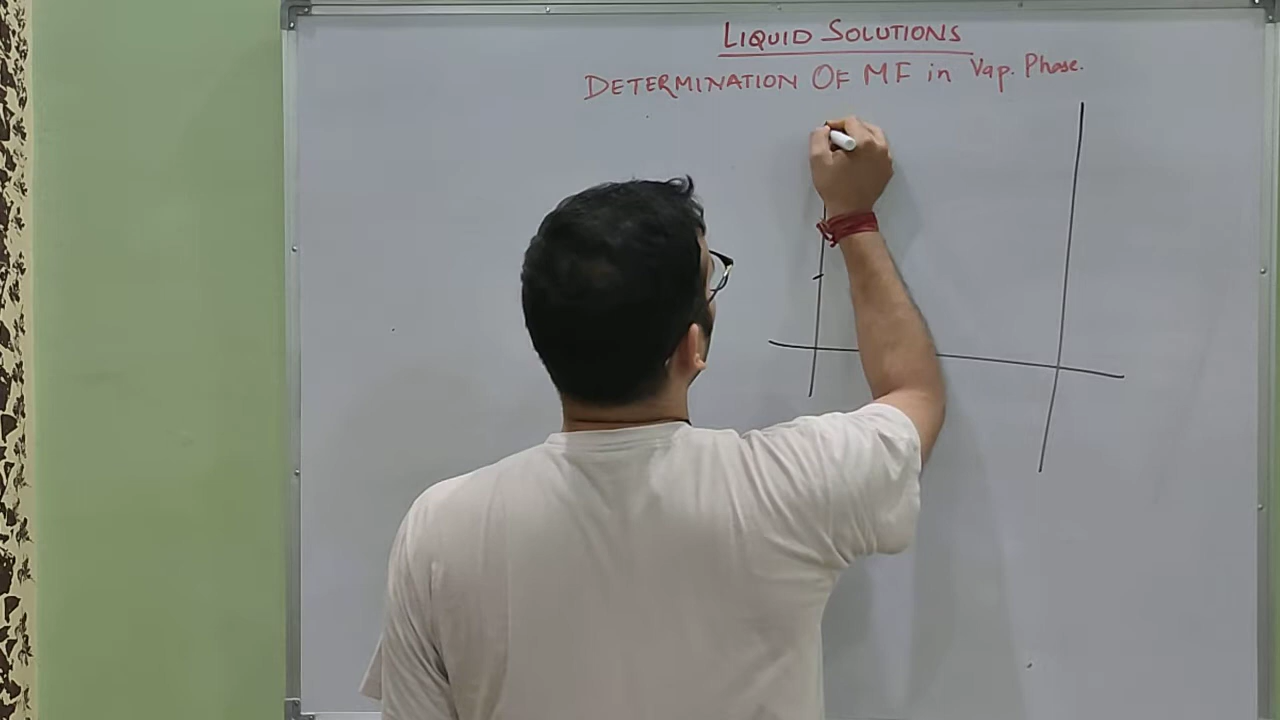 LIQUID SOLUTIONS
DETERMINATION OF MF in Vap. Phase.